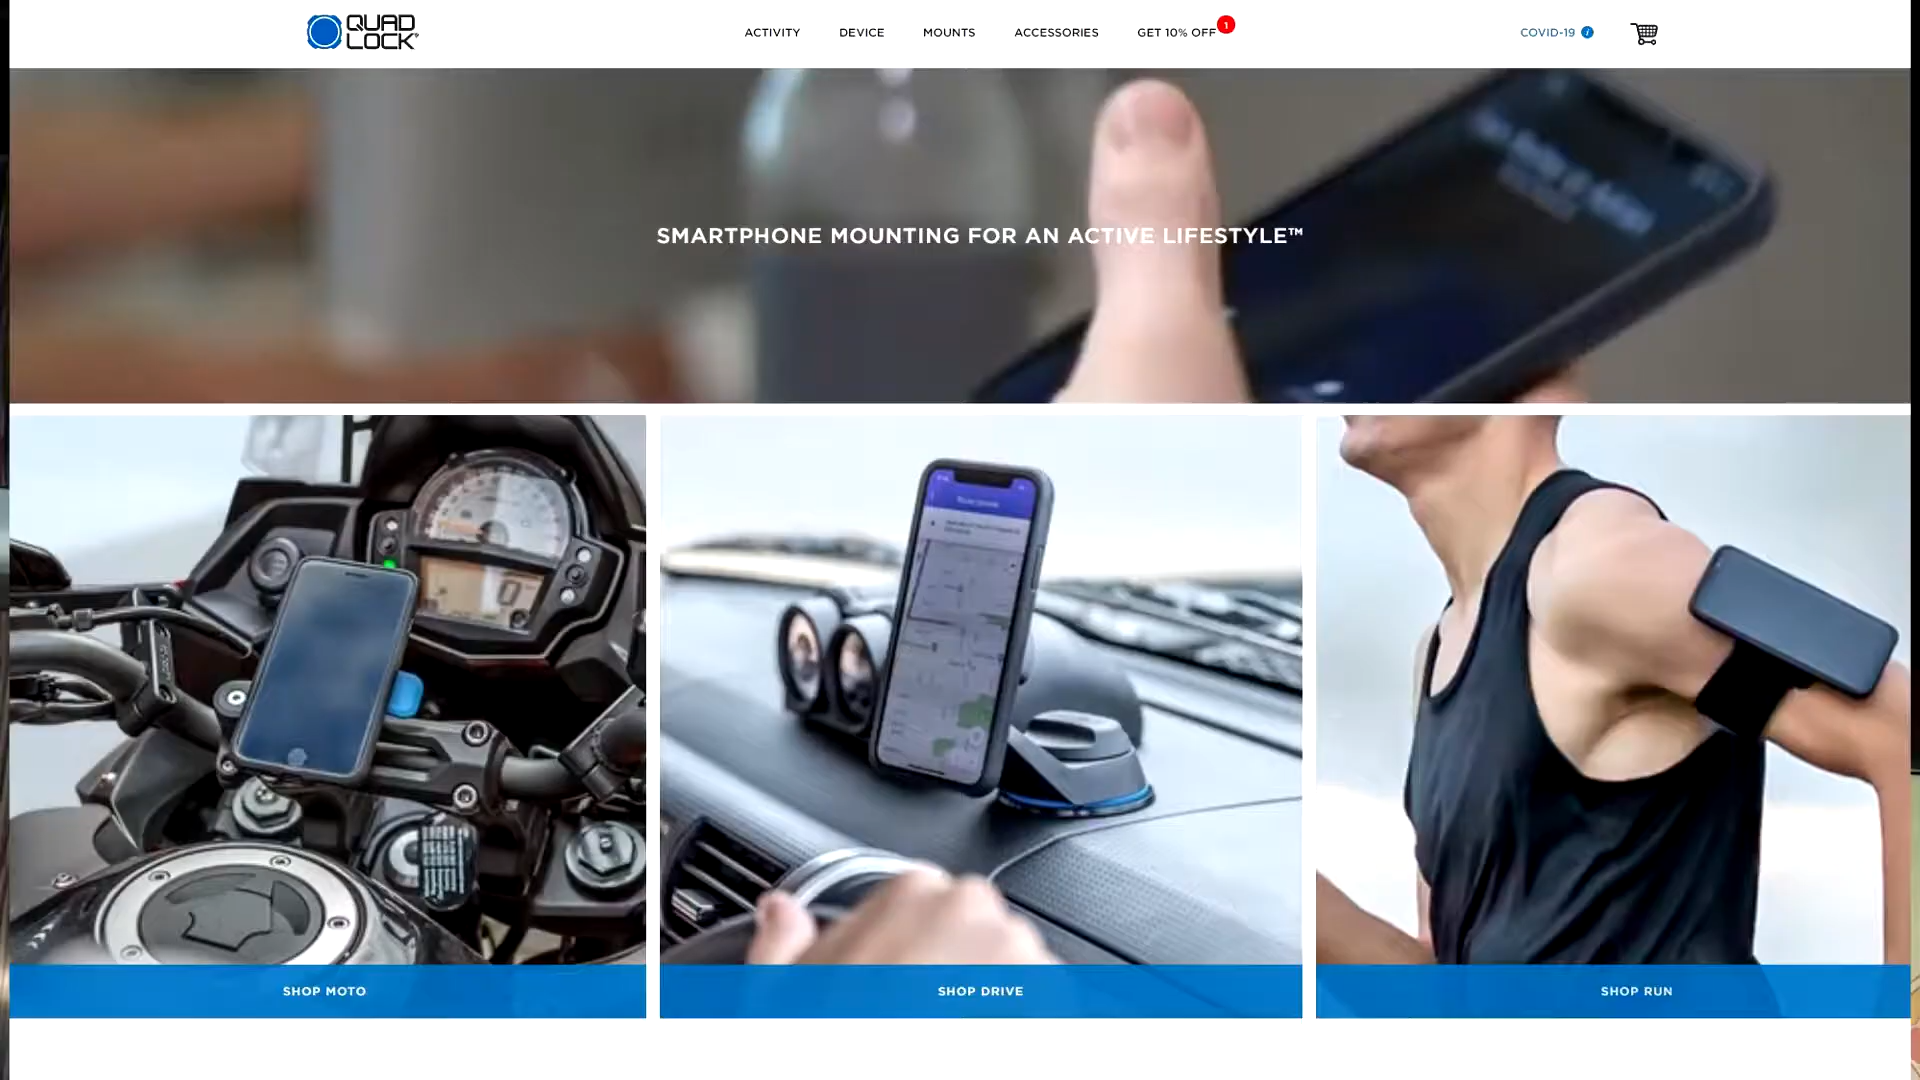 QUAD
LOCK®
ACTIVITY
DEVICE
MOUNTS
ACCESSORIES
GET 10% OFF
1
COVID-19 i
SMARTPHONE MOUNTING FOR AN ACTIVE LIFESTYLE™
SHOP MOTO
SHOP DRIVE
SHOP RUN